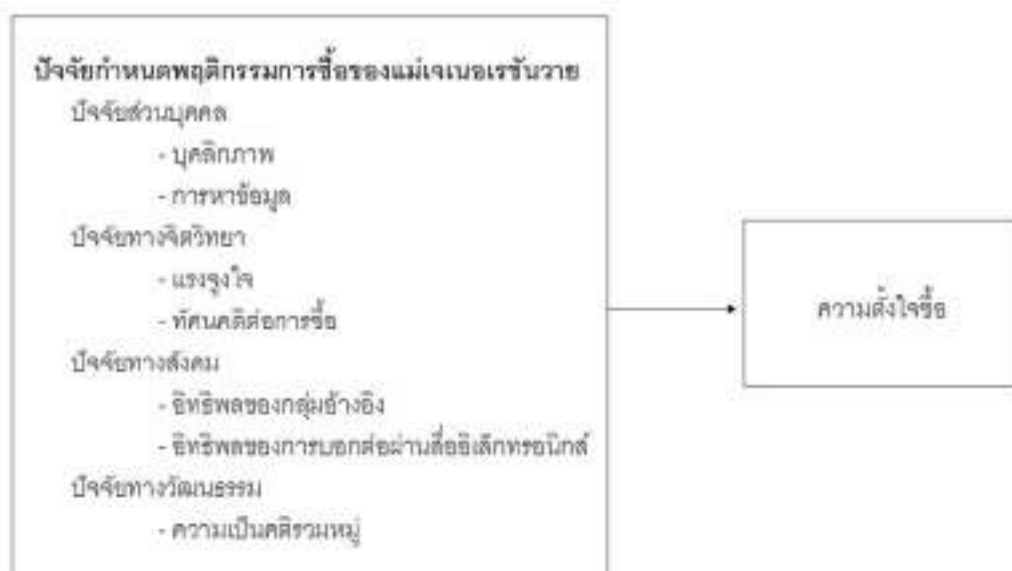 ปัจจัยกำหนดพฤติกรรมการซื้อของแม่เจเนอเรชันวาย
ปัจจัยส่วนบุคคล
- บุคลิกภาพ
- การหาข้อมูล
ปัจจัยทางจิตวิทยา
- แรงจูงใจ
- ทัศนคติต่อการซื้อ
ปัจจัยทางสังคม
- อิทธิพลของกลุ่มอ้างอิง
- อิทธิพลของการบอกต่อผ่านสื่ออิเล็กทรอนิกส์
ปัจจัยทางวัฒนธรรม
- ความเป็นคติรวมหมู่
ความตั้งใจซื้อ